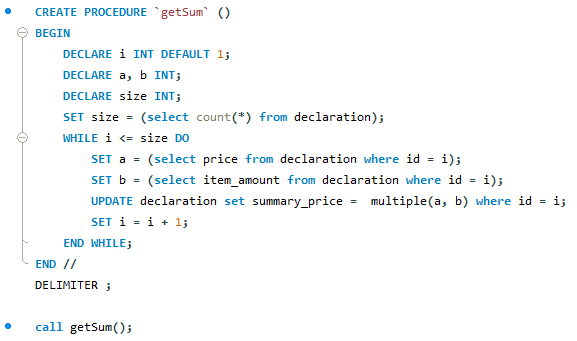 CREATE PROCEDURE `getSum` ()
BEGIN
DECLARE i INT DEFAULT 1;
DECLARE a, b INT;
DECLARE size INT;
SET size = (select count(*) from declaration);
WHILE i <= size DO
SET a = (select price from declaration where id = i);
SET b = (select item_amount from declaration where id = i);
UPDATE declaration set summary_price =  multiple(a, b) where id = i;
SET i = i + 1;
END WHILE;
END //
DELIMITER ;
call getSum();